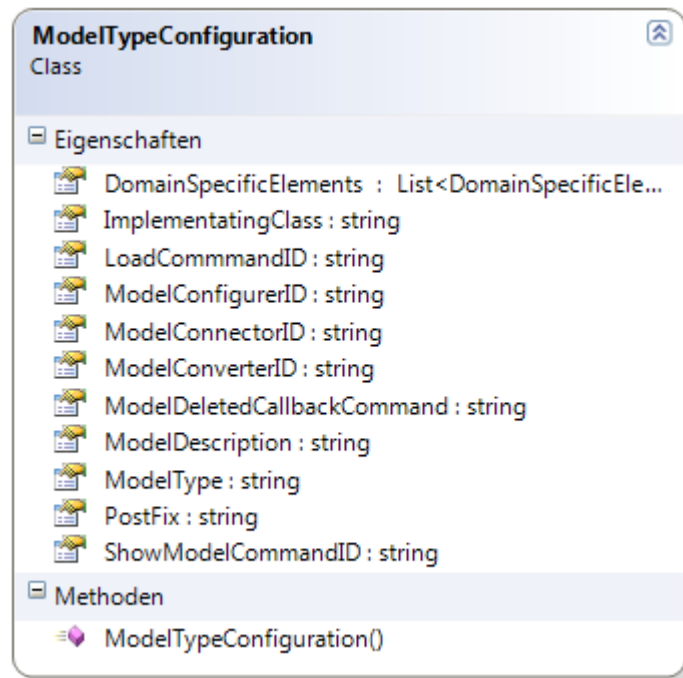 ModelTypeConfiguration
Class
Eigenschaften
DomainSpecificElements : List<DomainSpecificEle...
ImplementatingClass : string
LoadCommmandID : string
ModelConfigurerID : string
ModelConnectorID : string
ModelConverterID : string
ModelDeletedCallbackCommand : string
ModelDescription : string
ModelType : string
PostFix : string
ShowModelCommandID : string
Methoden
ModelTypeConfiguration()